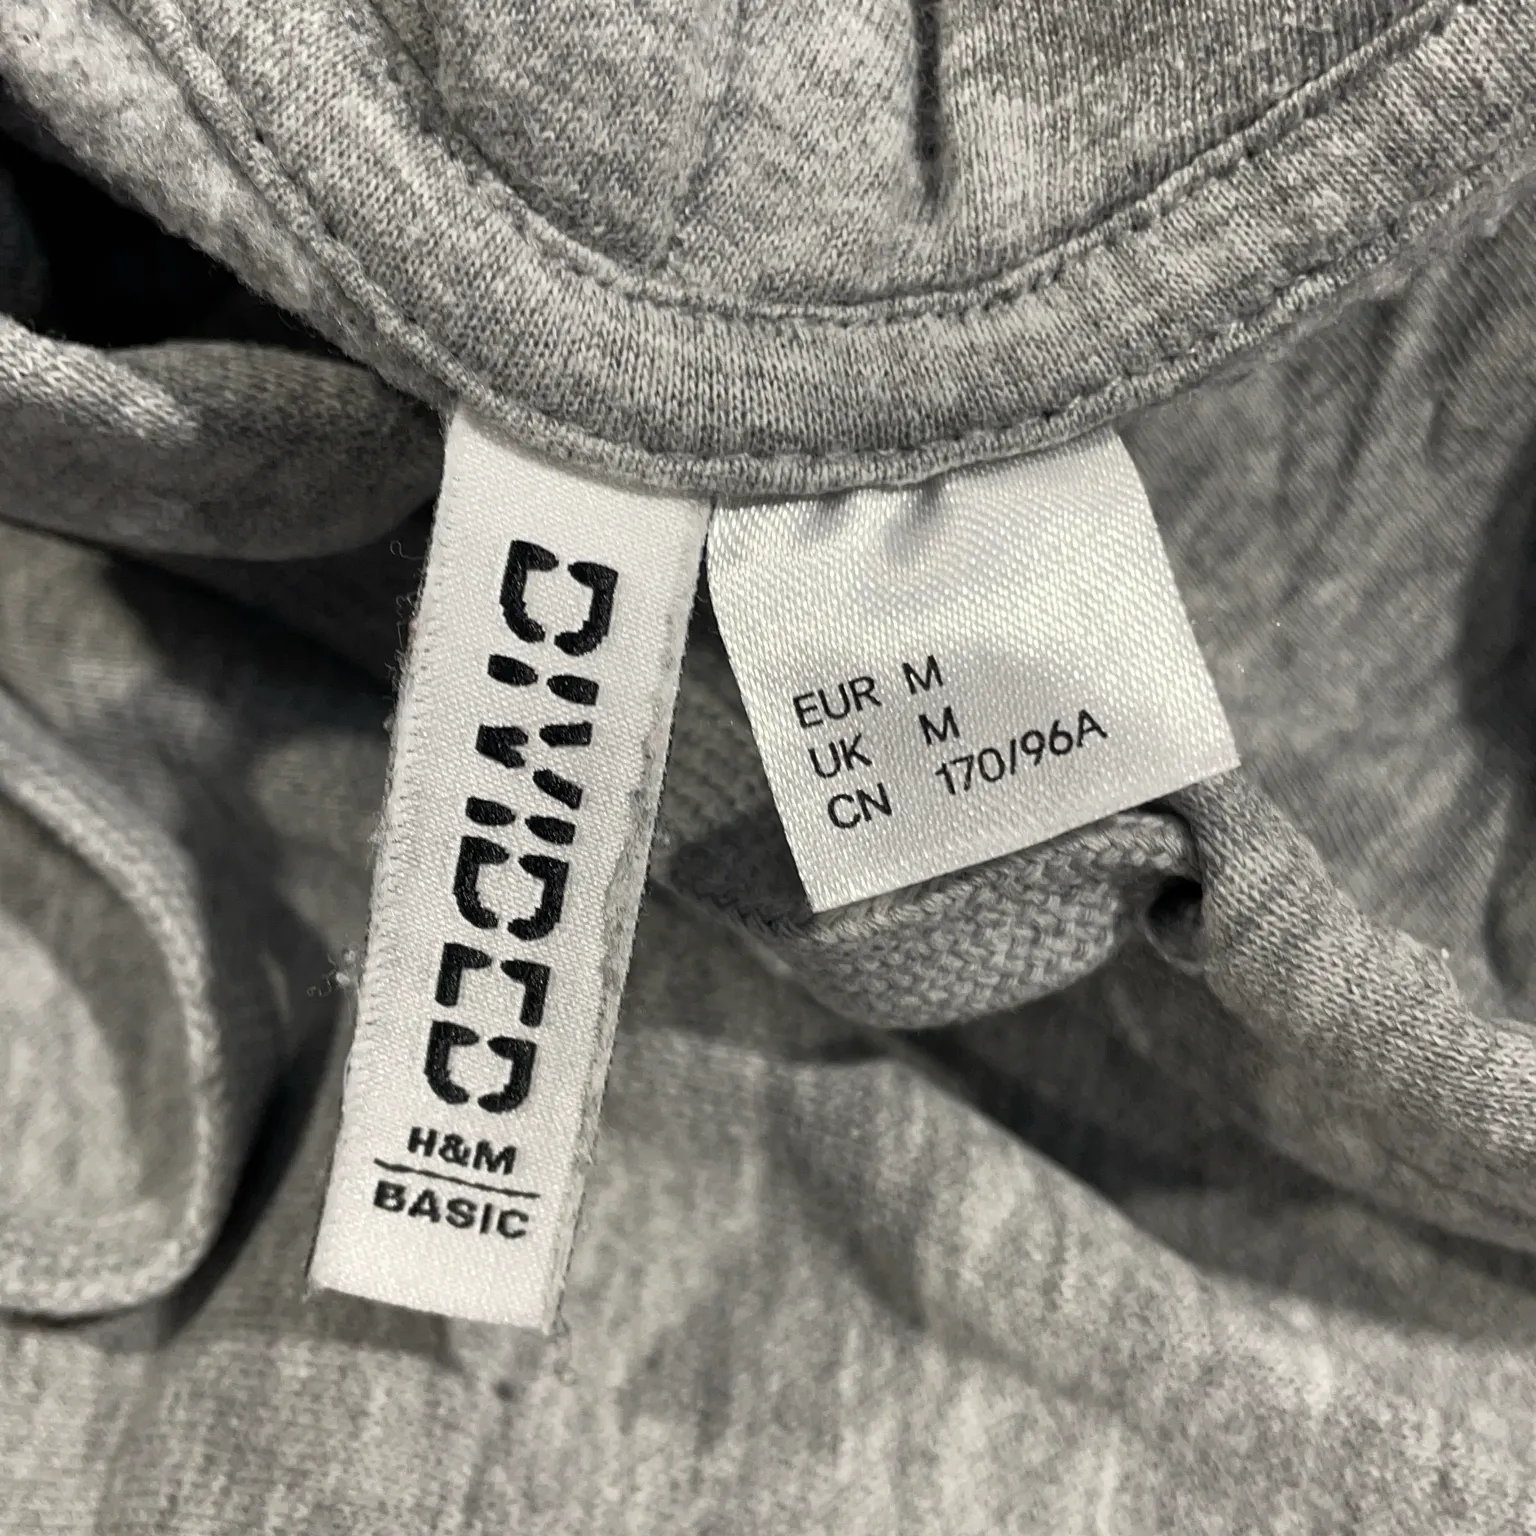 DIVIDED
H&M
BASIC
EUR M
UK M
CN 170/96A